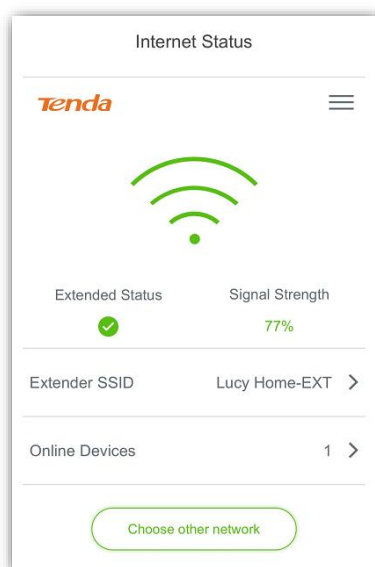 Internet Status
Tenda
Extended Status Signal Strength
77%
Extender SSID Lucy Home-EXT
Online Devices 1
Choose other network